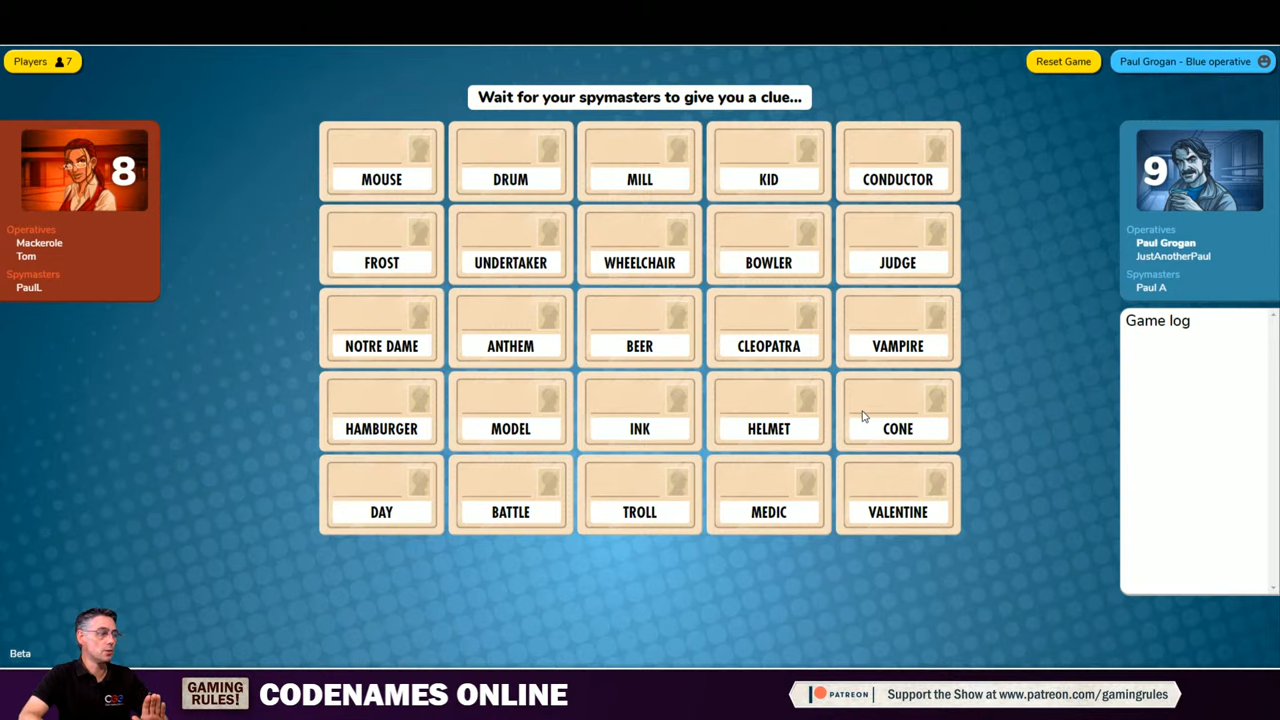 Players 7
Reset Game
Paul Grogan - Blue operative
Wait for your spymasters to give you a clue...
8
Operatives
Mackerole
Tom
Spymasters
PaulL
9
Operatives
Paul Grogan
JustAnotherPaul
Spymasters
Paul A
Game log
MOUSE DRUM MILL KID CONDUCTOR
FROST UNDERTAKER WHEELCHAIR BOWLER JUDGE
NOTRE DAME ANTHEM BEER CLEOPATRA VAMPIRE
HAMBURGER MODEL INK HELMET CONE
DAY BATTLE TROLL MEDIC VALENTINE
Beta
GAMING
RULES!
CODENAMES ONLINE
PATREON
Support the Show at www.patreon.com/gamingrules